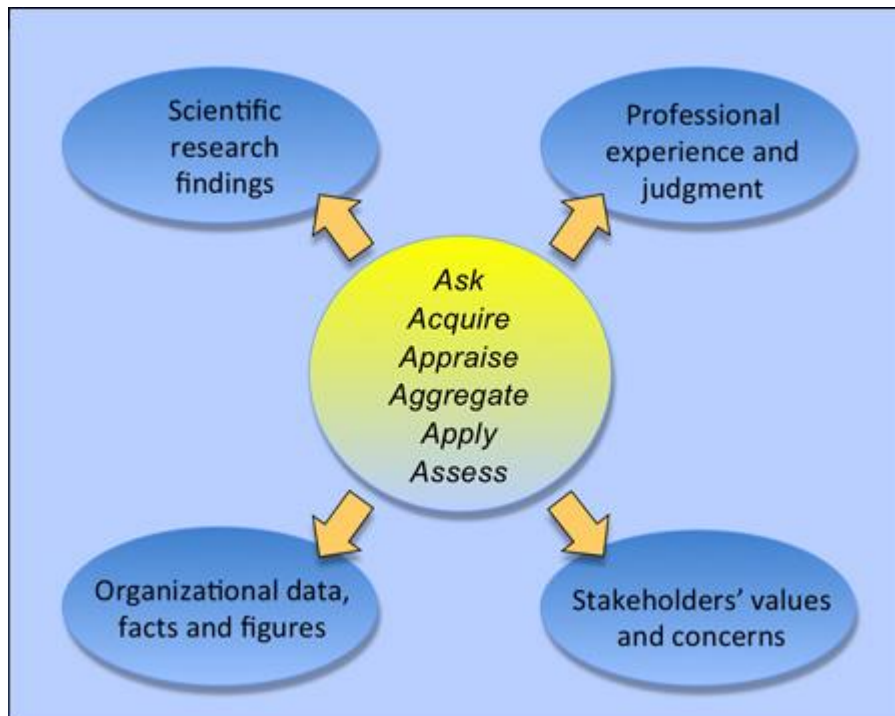 Scientific
research
findings
Professional
experience and
judgment
Ask
Acquire
Appraise
Aggregate
Apply
Assess
Organizational data,
facts and figures
Stakeholders’ values
and concerns